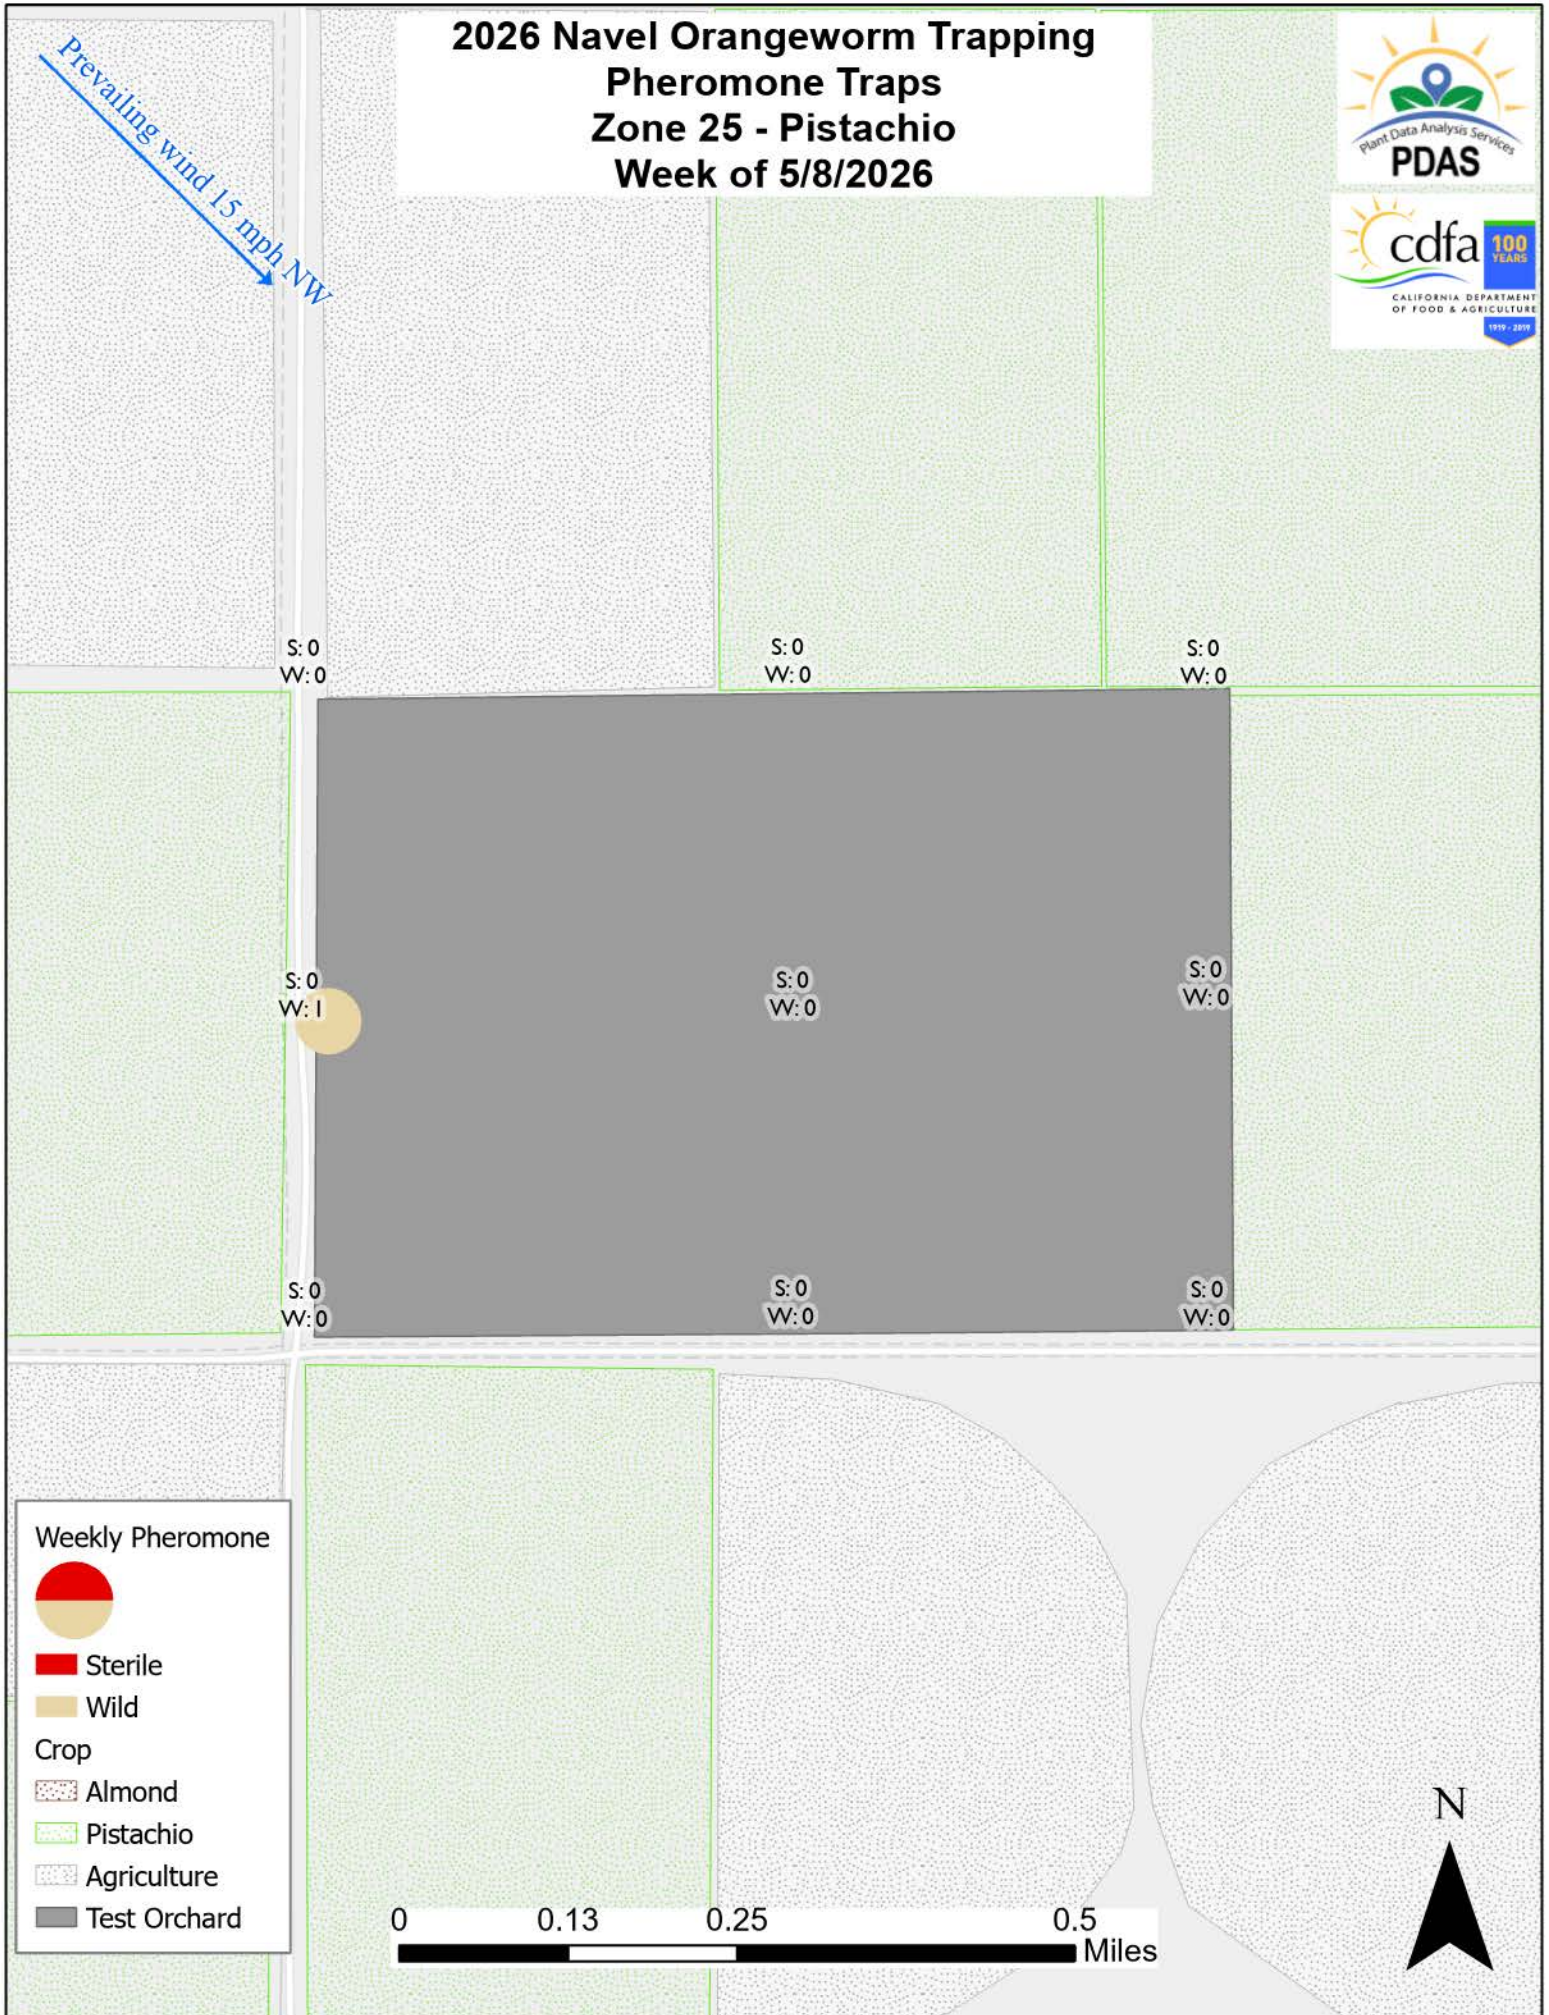 2026 Navel Orangeworm Trapping
Pheromone Traps
Zone 25 - Pistachio
Week of 5/8/2026
Prevailing wind 15 mph NW
Plant Data Analysis Services
PDAS
cdfa
100
YEARS
CALIFORNIA DEPARTMENT
OF FOOD & AGRICULTURE
1919 - 2019
S: 0
W: 0
S: 0
W: 0
S: 0
W: 0
S: 0
W: 1
S: 0
W: 0
S: 0
W: 0
S: 0
W: 0
S: 0
W: 0
S: 0
W: 0
Weekly Pheromone
Sterile
Wild
Crop
Almond
Pistachio
Agriculture
Test Orchard
0 0.13 0.25 0.5
Miles
N